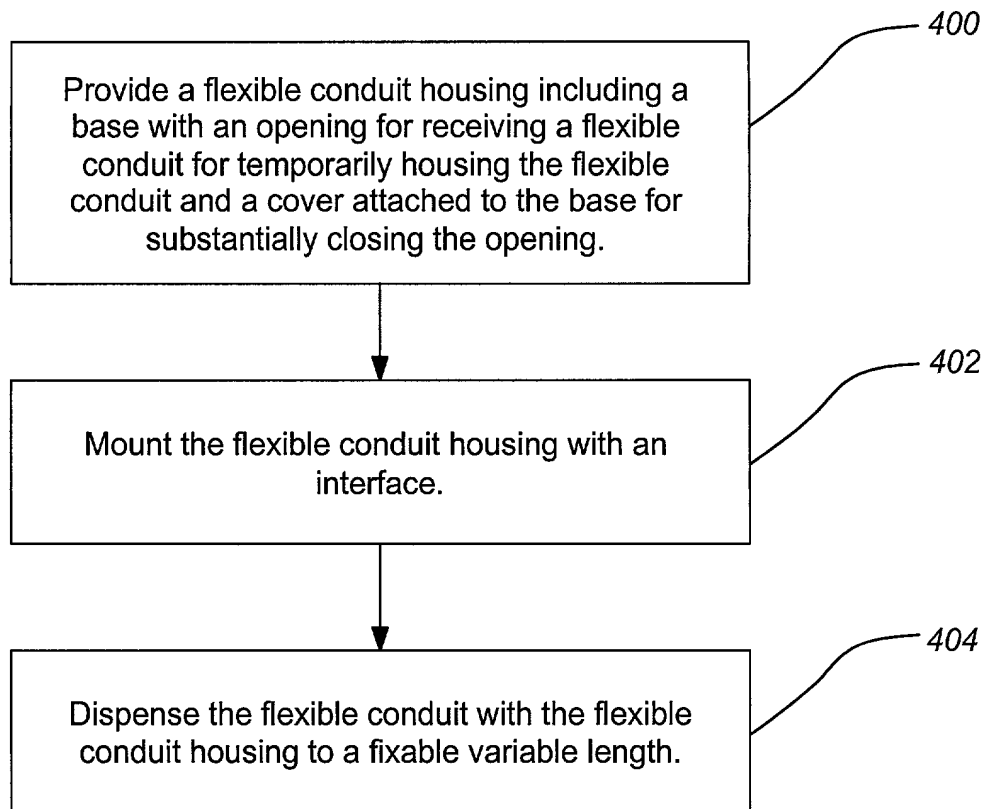 400
Provide a flexible conduit housing including a
base with an opening for receiving a flexible
conduit for temporarily housing the flexible
conduit and a cover attached to the base for
substantially closing the opening.
402
Mount the flexible conduit housing with an
interface.
404
Dispense the flexible conduit with the flexible
conduit housing to a fixable variable length.